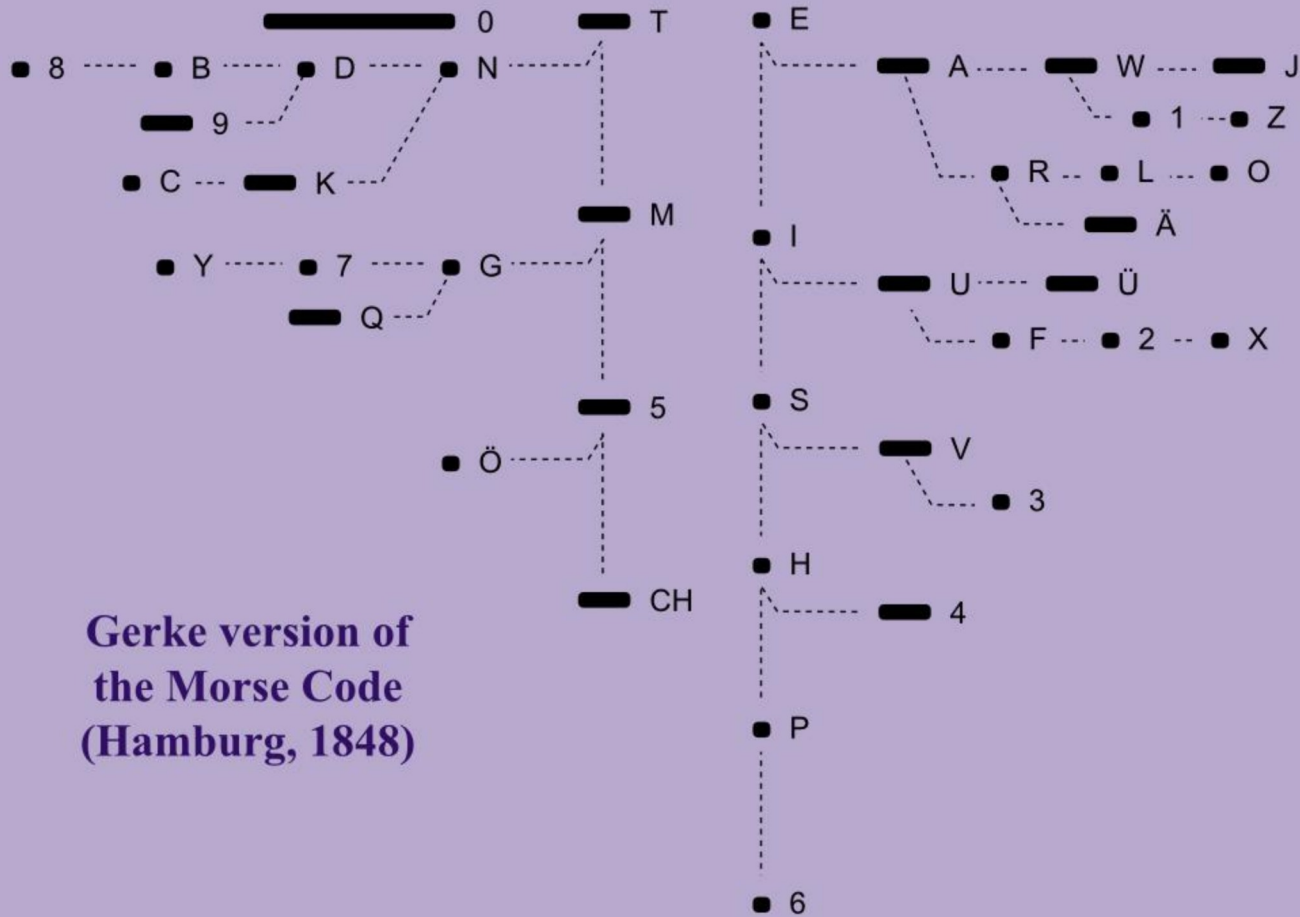 0 T E
8 B D N A W J
9 1 Z
C K R L O
M Ä
Y 7 G I
Q U Ü
F 2 X
5 S
Ö V
3
H
CH 4
Gerke version of
the Morse Code
(Hamburg, 1848)
P
6